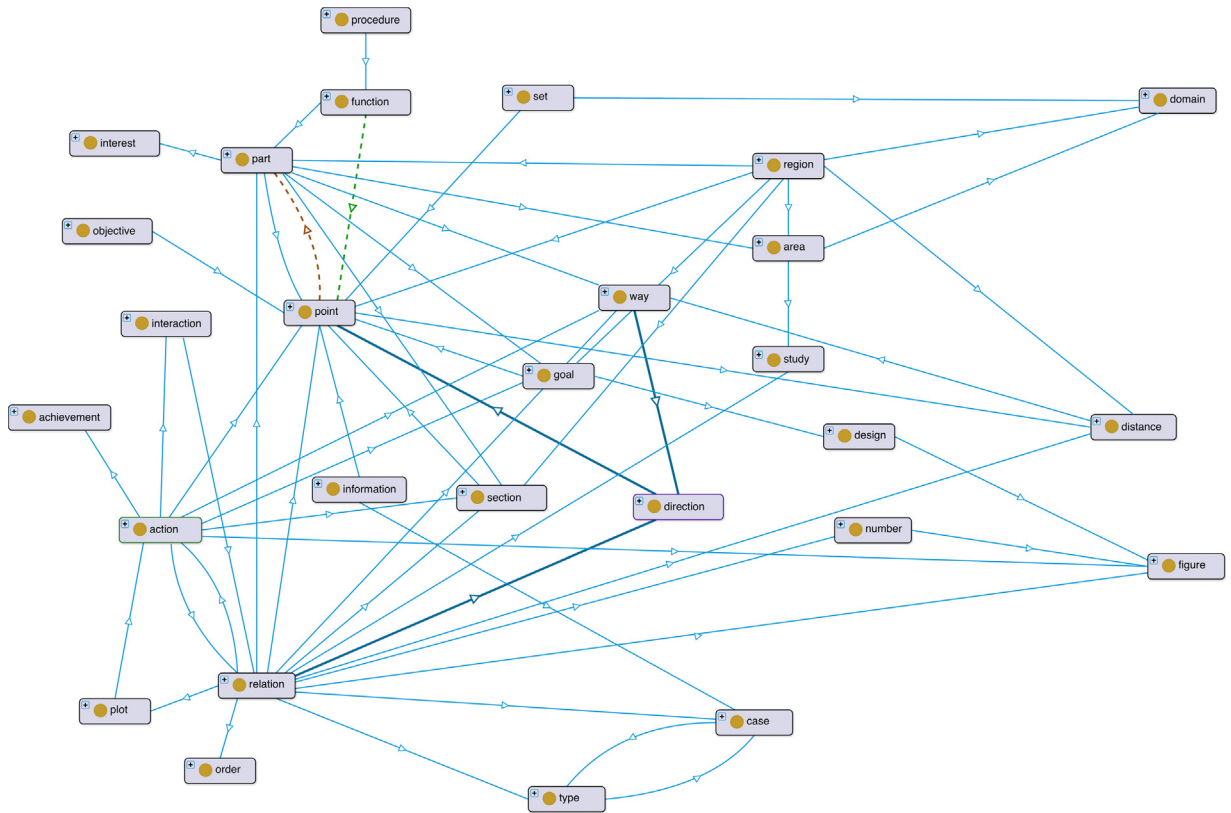 procedure
function
set
domain
interest
part
region
objective
area
way
point
interaction
study
goal
achievement
distance
design
information
section
direction
action
number
figure
relation
plot
case
order
type